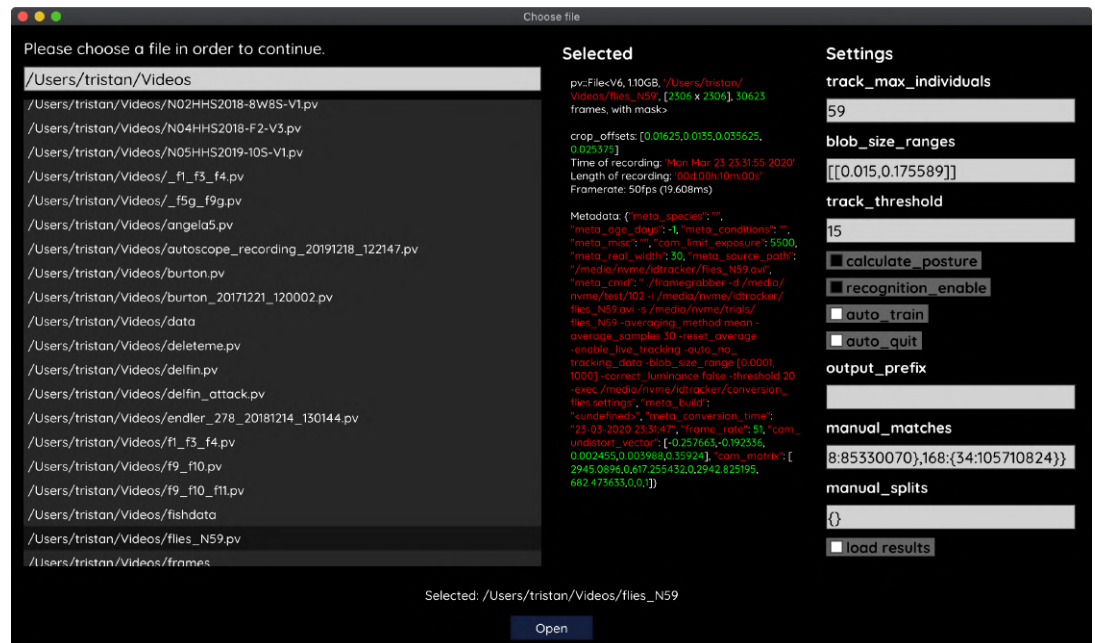 Choose file
Please choose a file in order to continue.
/Users/tristan/Videos
/Users/tristan/Videos/N02HHS2018-8W8S-V1.pv
/Users/tristan/Videos/N04HHS2018-F2-V3.pv
/Users/tristan/Videos/N05HHS2019-10S-V1.pv
/Users/tristan/Videos/_f1_f3_f4.pv
/Users/tristan/Videos/_f5g_f9g.pv
/Users/tristan/Videos/angela5.pv
/Users/tristan/Videos/autoscope_recording_20191218_122147.pv
/Users/tristan/Videos/burton.pv
/Users/tristan/Videos/burton_20171221_120002.pv
/Users/tristan/Videos/data
/Users/tristan/Videos/deleteme.pv
/Users/tristan/Videos/delfin.pv
/Users/tristan/Videos/delfin_attack.pv
/Users/tristan/Videos/endler_278_20181214_130144.pv
/Users/tristan/Videos/f1_f3_f4.pv
/Users/tristan/Videos/f9_f10.pv
/Users/tristan/Videos/f9_f10_f11.pv
/Users/tristan/Videos/fishdata
/Users/tristan/Videos/flies_N59.pv
/Users/tristan/Videos/frames
Selected
pv::File<V6, 1.10GB, '/Users/tristan/
Videos/flies_N59', [2306 x 2306], 30623
frames, with mask>
crop_offsets: [0.01625,0.0135,0.035625,
0.025375]
Time of recording: 'Mon Mar 23 23:31:55 2020'
Length of recording: '00d:00h:10m:00s'
Framerate: 50fps (19.608ms)
Metadata: {"meta_species": "",
"meta_age_days": -1, "meta_conditions": "",
"meta_misc": "", "cam_limit_exposure": 5500,
"meta_real_width": 30, "meta_source_path":
"/media/nvme/idtracker/flies_N59.avi",
"meta_cmd": " ./framegrabber -d /media/
nvme/test/102 -i /media/nvme/idtracker/
flies_N59.avi -s /media/nvme/trials/
flies_N59 -averaging_method mean -
average_samples 30 -reset_average
-enable_live_tracking -auto_no_
tracking_data -blob_size_range [0.0001,
1000] -correct_luminance false -threshold 20
-exec /media/nvme/idtracker/conversion_
flies.settings", "meta_build":
"<undefined>", "meta_conversion_time":
"23-03-2020 23:31:47", "frame_rate": 51, "cam_
undistort_vector": [-0.257663,-0.192336,
0.002455,0.003988,0.35924], "cam_matrix": [
2945.0896,0,617.255432,0,2942.825195,
682.473633,0,0,1]}
Settings
track_max_individuals
59
blob_size_ranges
[[0.015,0.175589]]
track_threshold
15
calculate_posture
recognition_enable
auto_train
auto_quit
output_prefix
manual_matches
8:85330070},168:{34:105710824}}
manual_splits
{}
load results
Selected: /Users/tristan/Videos/flies_N59
Open